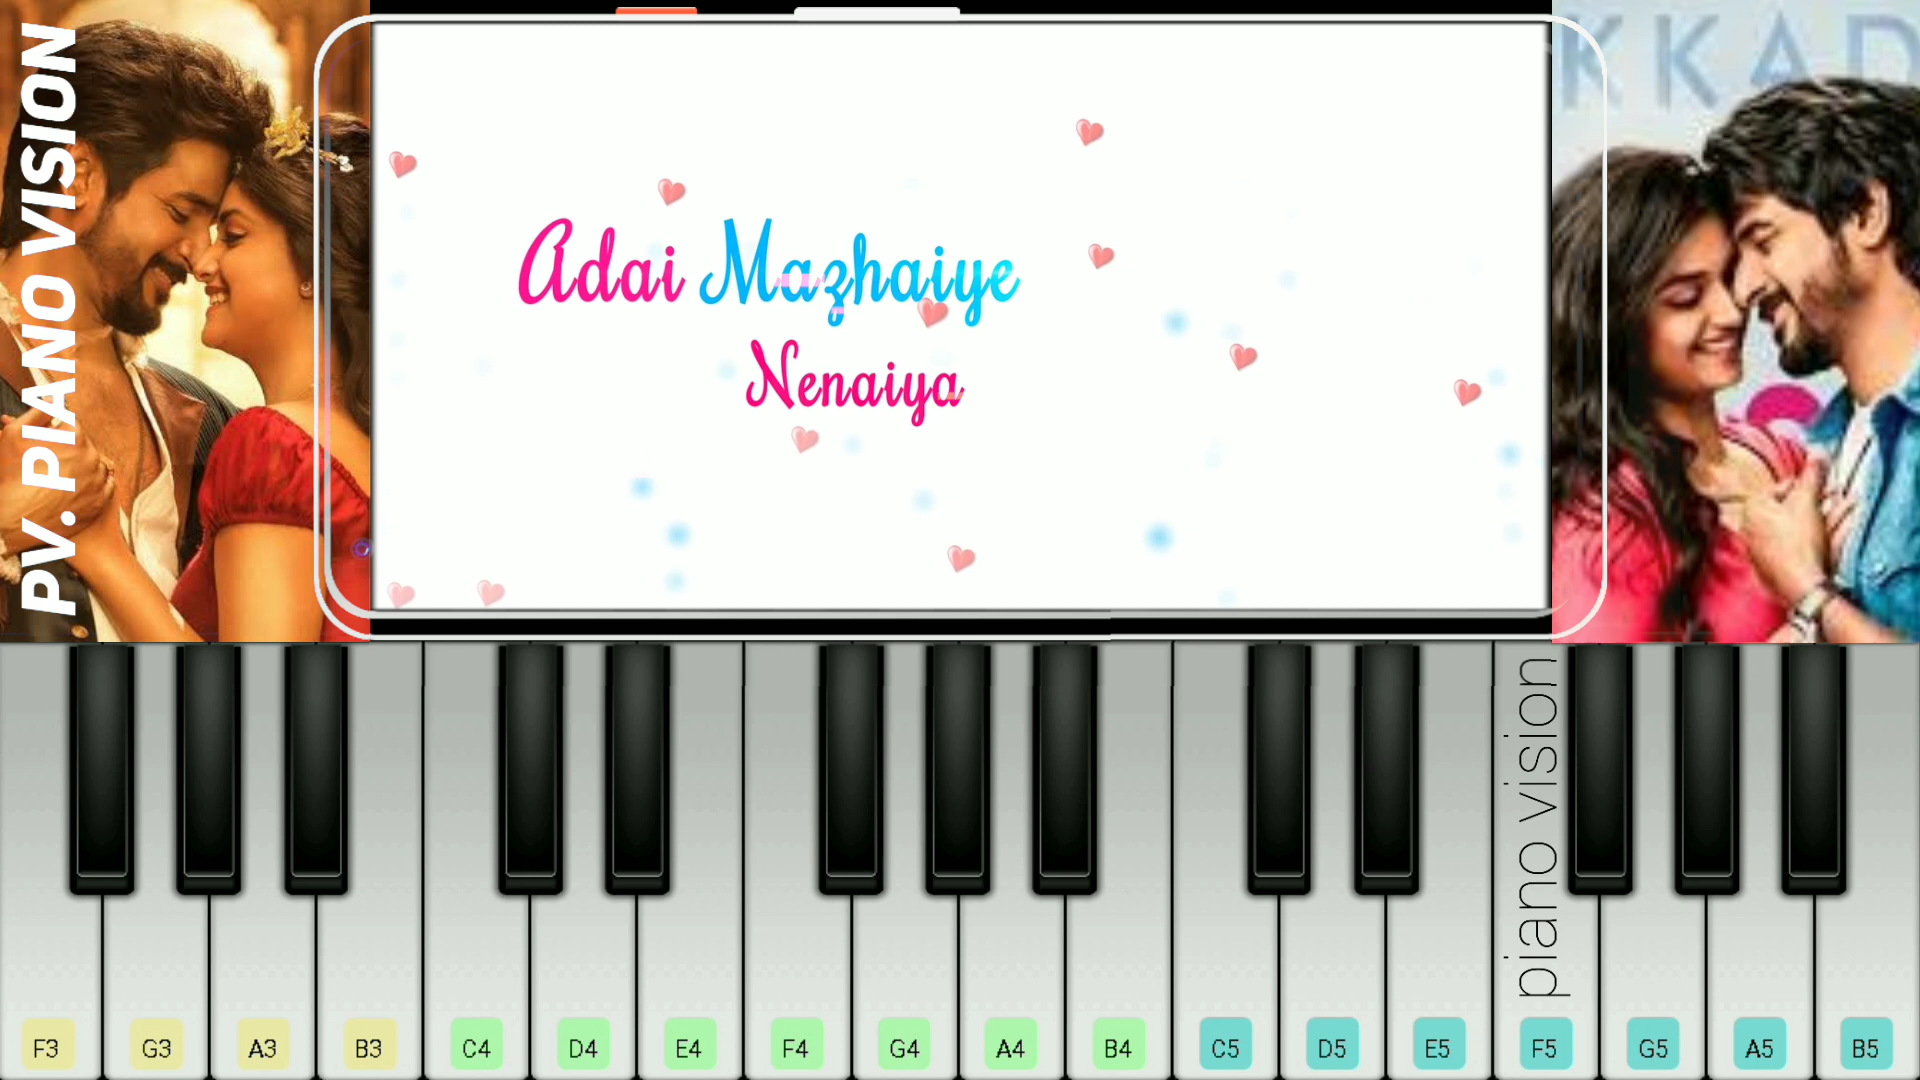 PV. PIANO VISION
KKAD
Adai Mazhaiye
Nenaiya
piano vision
F3 G3 A3 B3 C4 D4 E4 F4 G4 A4 B4 C5 D5 E5 F5 G5 A5 B5